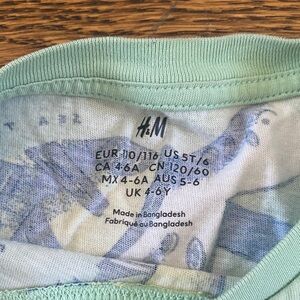 H&M
EUR 110/116 US 5T/6
CA 4-6A CN 120/60
MX 4-6A AUS 5-6
UK 4-6Y
Made in Bangladesh
Fabriqué au Bangladesh